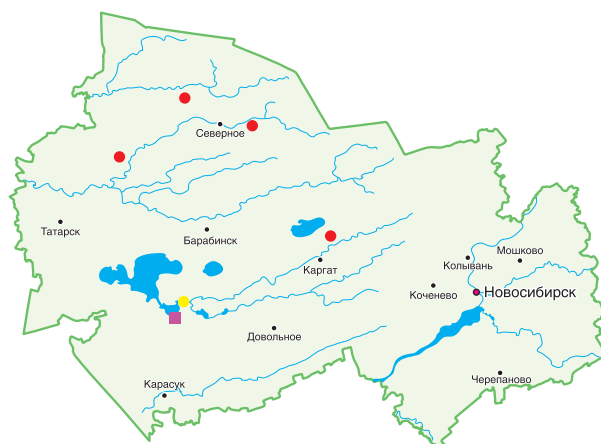 Северное
Татарск
Барабинск
Мошково
Колывань
Каргат
Коченево
Новосибирск
Довольное
Черепаново
Карасук